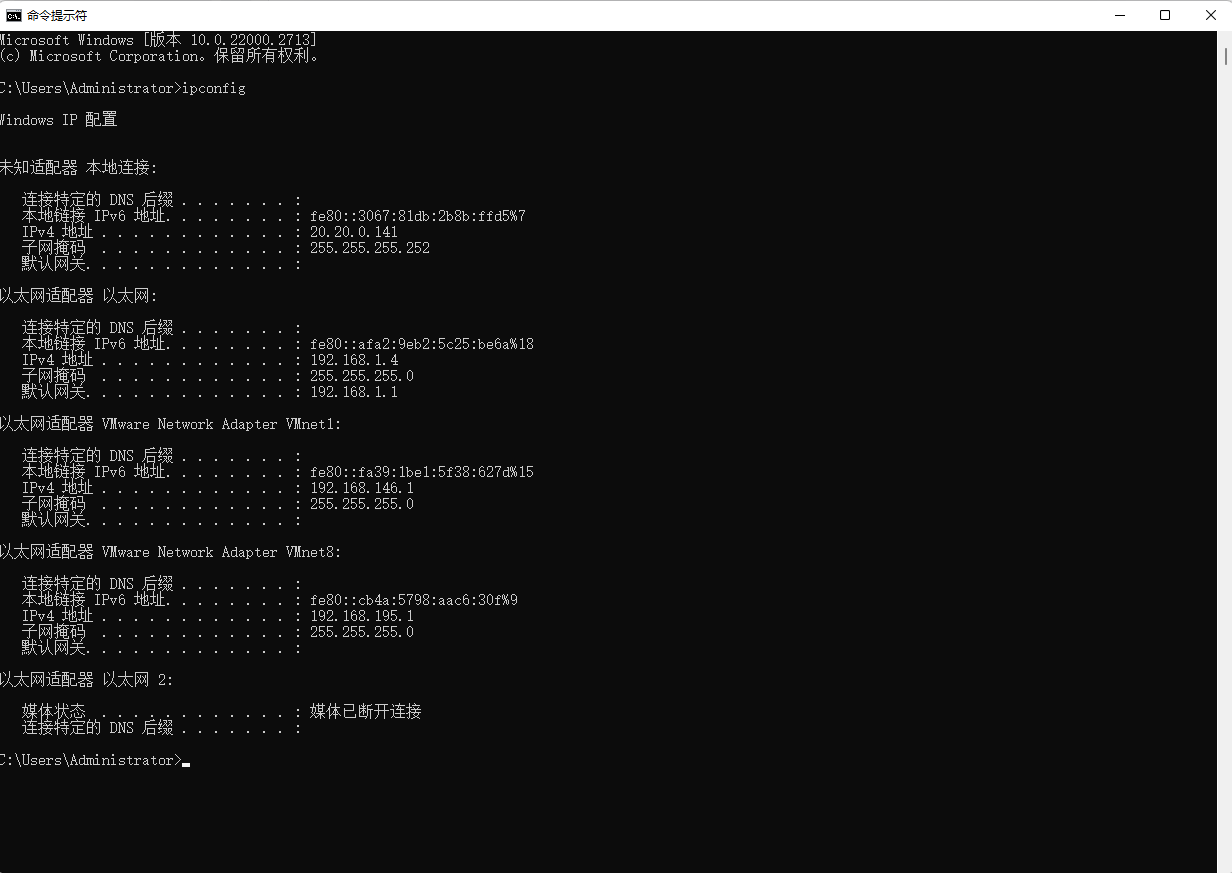 命令提示符
Microsoft Windows [版本 10.0.22000.2713]
(c) Microsoft Corporation。保留所有权利。
C:\Users\Administrator>ipconfig
Windows IP 配置
未知适配器 本地连接:
连接特定的 DNS 后缀 . . . . . . . :
本地链接 IPv6 地址. . . . . . . . : fe80::3067:81db:2b8b:ffd5%7
IPv4 地址 . . . . . . . . . . . . : 20.20.0.141
子网掩码  . . . . . . . . . . . . : 255.255.255.252
默认网关. . . . . . . . . . . . . :
以太网适配器 以太网:
连接特定的 DNS 后缀 . . . . . . . :
本地链接 IPv6 地址. . . . . . . . : fe80::afa2:9eb2:5c25:be6a%18
IPv4 地址 . . . . . . . . . . . . : 192.168.1.4
子网掩码  . . . . . . . . . . . . : 255.255.255.0
默认网关. . . . . . . . . . . . . : 192.168.1.1
以太网适配器 VMware Network Adapter VMnet1:
连接特定的 DNS 后缀 . . . . . . . :
本地链接 IPv6 地址. . . . . . . . : fe80::fa39:1be1:5f38:627d%15
IPv4 地址 . . . . . . . . . . . . : 192.168.146.1
子网掩码  . . . . . . . . . . . . : 255.255.255.0
默认网关. . . . . . . . . . . . . :
以太网适配器 VMware Network Adapter VMnet8:
连接特定的 DNS 后缀 . . . . . . . :
本地链接 IPv6 地址. . . . . . . . : fe80::cb4a:5798:aac6:30f%9
IPv4 地址 . . . . . . . . . . . . : 192.168.195.1
子网掩码  . . . . . . . . . . . . : 255.255.255.0
默认网关. . . . . . . . . . . . . :
以太网适配器 以太网 2:
媒体状态  . . . . . . . . . . . . : 媒体已断开连接
连接特定的 DNS 后缀 . . . . . . . :
C:\Users\Administrator>